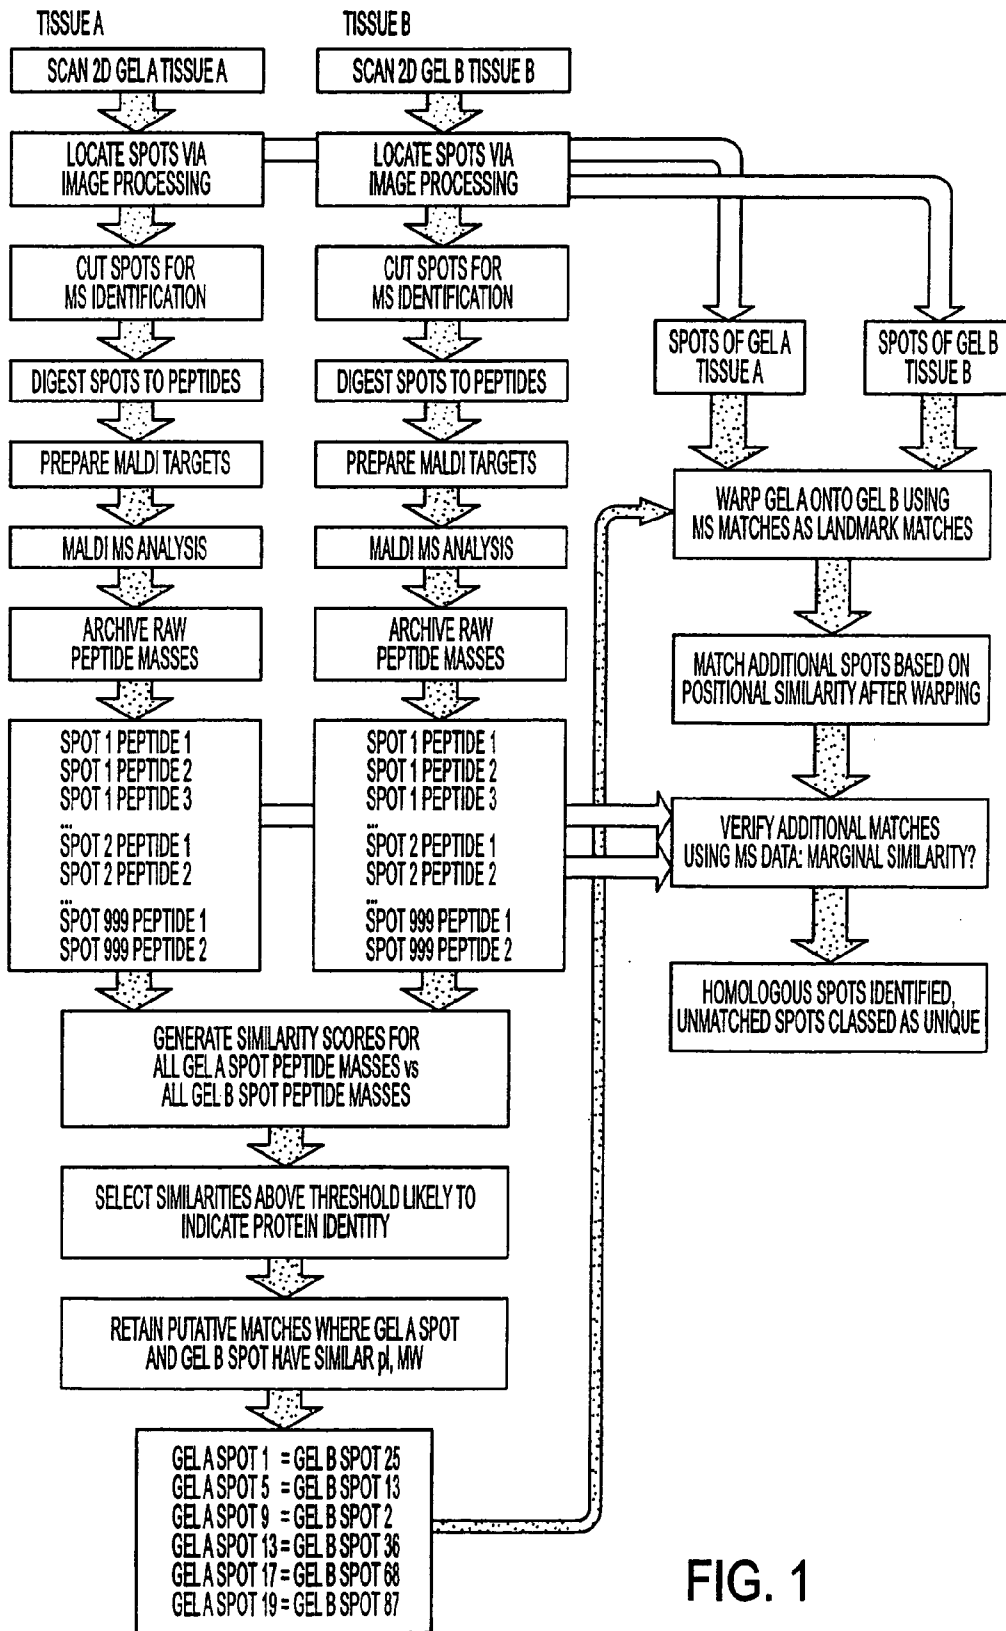 TISSUE A
SCAN 2D GEL A TISSUE A
LOCATE SPOTS VIA
IMAGE PROCESSING
CUT SPOTS FOR
MS IDENTIFICATION
DIGEST SPOTS TO PEPTIDES
PREPARE MALDI TARGETS
MALDI MS ANALYSIS
ARCHIVE RAW
PEPTIDE MASSES
SPOT 1 PEPTIDE 1
SPOT 1 PEPTIDE 2
SPOT 1 PEPTIDE 3
...
SPOT 2 PEPTIDE 1
SPOT 2 PEPTIDE 2
...
SPOT 999 PEPTIDE 1
SPOT 999 PEPTIDE 2
TISSUE B
SCAN 2D GEL B TISSUE B
LOCATE SPOTS VIA
IMAGE PROCESSING
CUT SPOTS FOR
MS IDENTIFICATION
DIGEST SPOTS TO PEPTIDES
PREPARE MALDI TARGETS
MALDI MS ANALYSIS
ARCHIVE RAW
PEPTIDE MASSES
SPOT 1 PEPTIDE 1
SPOT 1 PEPTIDE 2
SPOT 1 PEPTIDE 3
...
SPOT 2 PEPTIDE 1
SPOT 2 PEPTIDE 2
...
SPOT 999 PEPTIDE 1
SPOT 999 PEPTIDE 2
GENERATE SIMILARITY SCORES FOR
ALL GEL A SPOT PEPTIDE MASSES vs
ALL GEL B SPOT PEPTIDE MASSES
SELECT SIMILARITIES ABOVE THRESHOLD LIKELY TO
INDICATE PROTEIN IDENTITY
RETAIN PUTATIVE MATCHES WHERE GEL A SPOT
AND GEL B SPOT HAVE SIMILAR pI, MW
GEL A SPOT 1 = GEL B SPOT 25
GEL A SPOT 5 = GEL B SPOT 13
GEL A SPOT 9 = GEL B SPOT 2
GEL A SPOT 13 = GEL B SPOT 36
GEL A SPOT 17 = GEL B SPOT 68
GEL A SPOT 19 = GEL B SPOT 87
SPOTS OF GEL A
TISSUE A
SPOTS OF GEL B
TISSUE B
WARP GEL A ONTO GEL B USING
MS MATCHES AS LANDMARK MATCHES
MATCH ADDITIONAL SPOTS BASED ON
POSITIONAL SIMILARITY AFTER WARPING
VERIFY ADDITIONAL MATCHES
USING MS DATA: MARGINAL SIMILARITY?
HOMOLOGOUS SPOTS IDENTIFIED,
UNMATCHED SPOTS CLASSED AS UNIQUE
FIG. 1